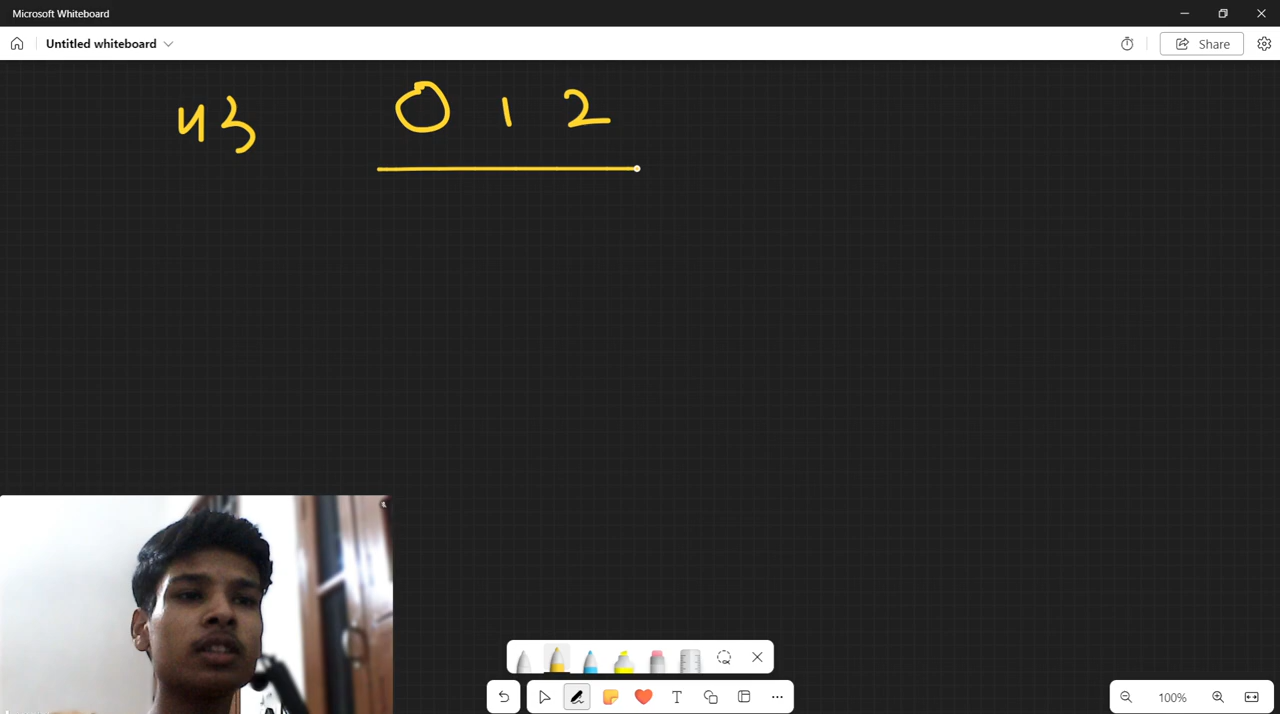 Microsoft Whiteboard
Untitled whiteboard
Share
43 0 1 2
100%